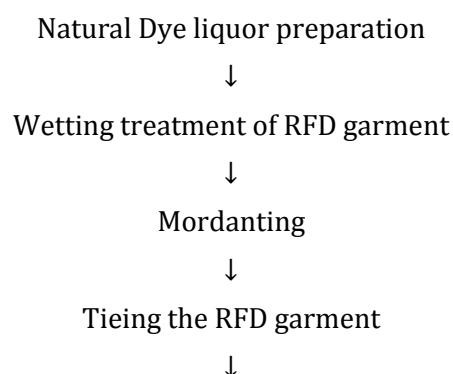 Natural Dye liquor preparation
↓
Wetting treatment of RFD garment
↓
Mordanting
↓
Tieing the RFD garment
↓